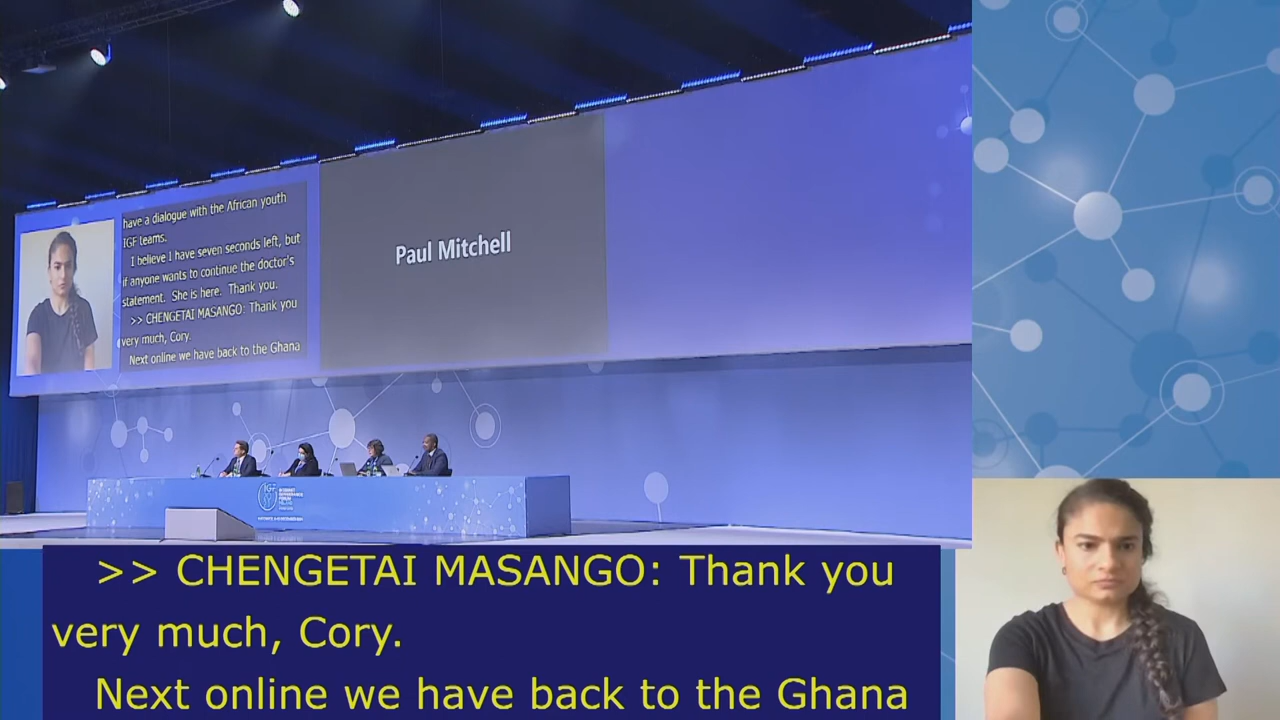 have a dialogue with the African youth
IGF teams.
I believe I have seven seconds left, but
if anyone wants to continue the doctor's
statement. She is here. Thank you.
>> CHENGETAI MASANGO: Thank you
very much, Cory.
Next online we have back to the Ghana
Paul Mitchell
IGF
>> CHENGETAI MASANGO: Thank you
very much, Cory.
Next online we have back to the Ghana